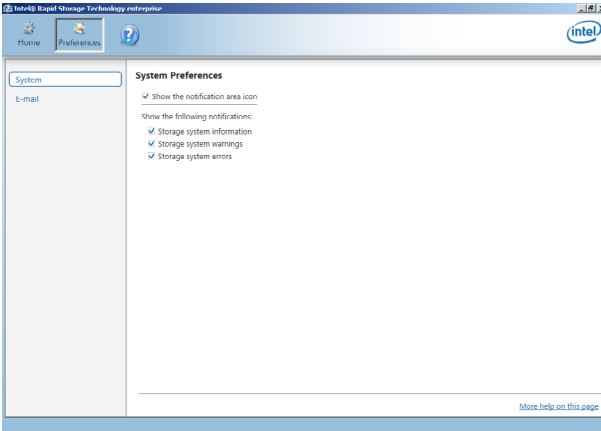 Intel® Rapid Storage Technology enterprise
Home
Preferences
?
intel
System
E-mail
System Preferences
Show the notification area icon
Show the following notifications:
Storage system information
Storage system warnings
Storage system errors
More help on this page